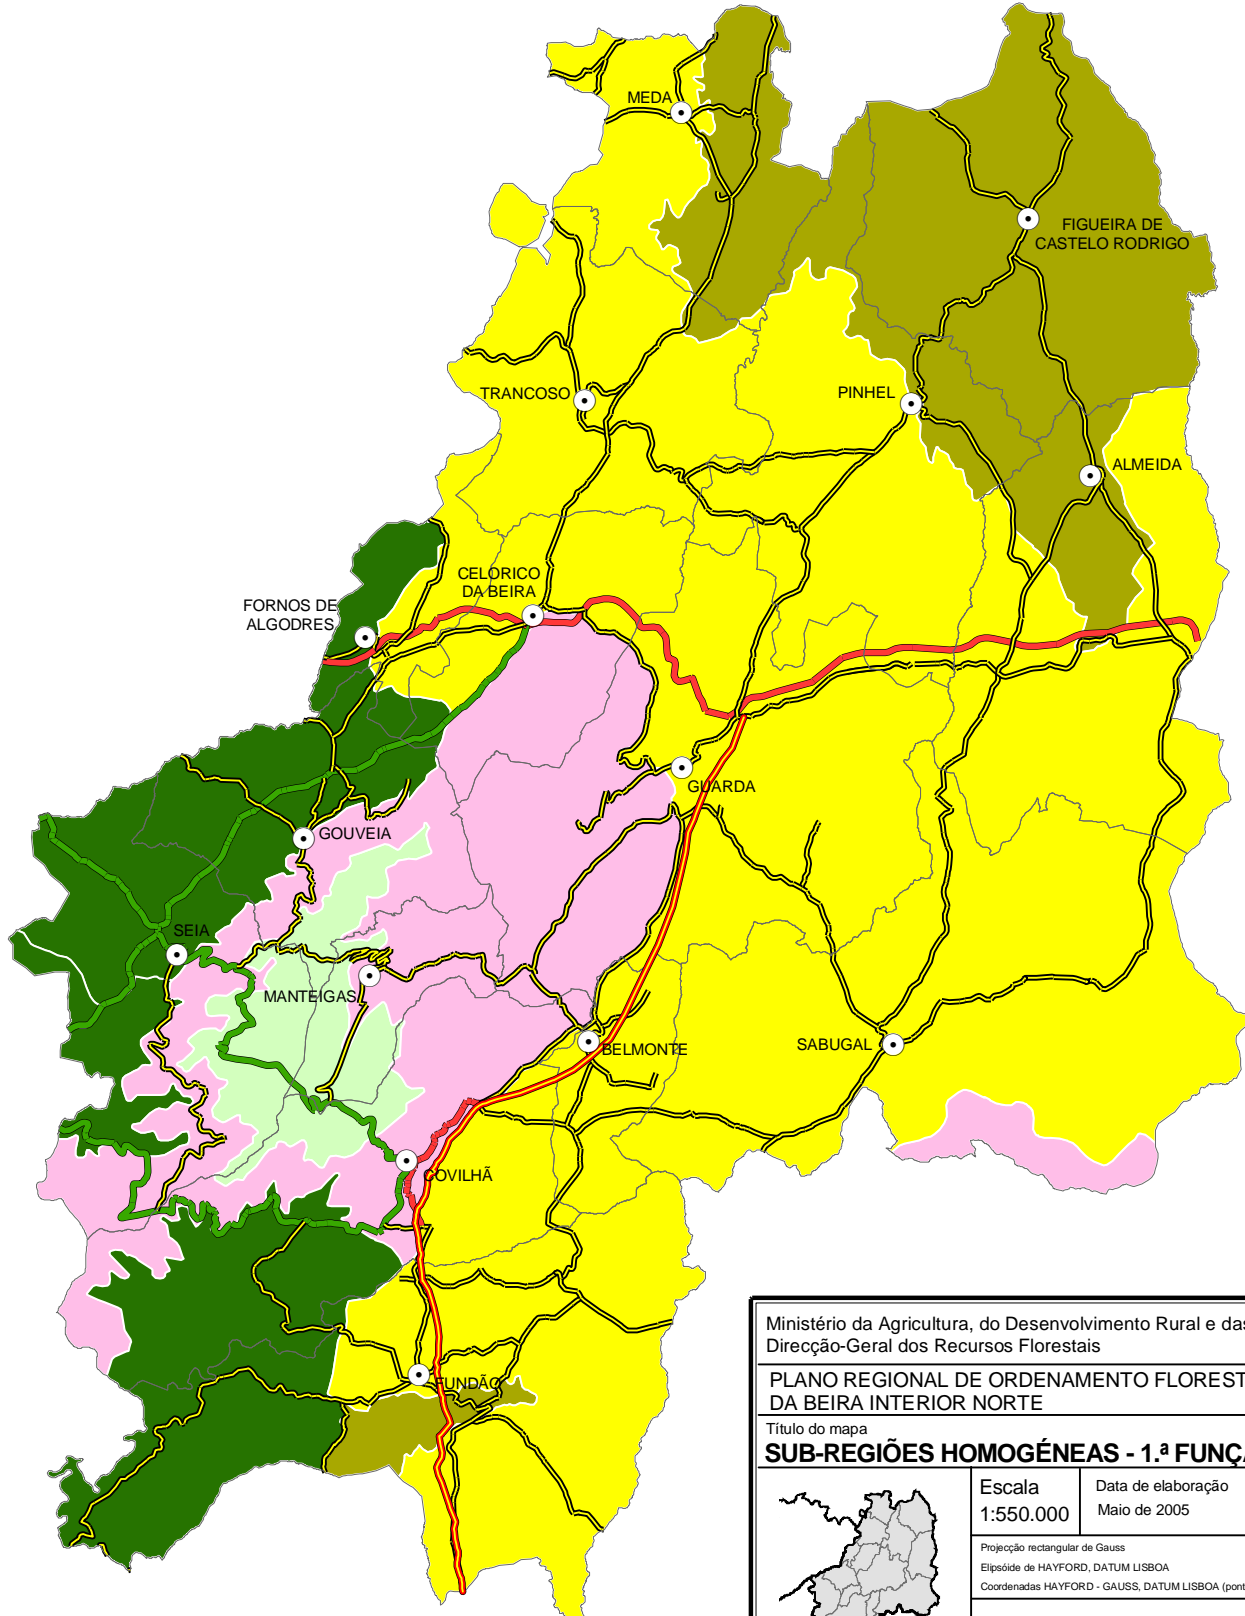 MEDA
FIGUEIRA DE
CASTELO RODRIGO
TRANCOSO
PINHEL
ALMEIDA
CELORICO
DA BEIRA
FORNOS DE
ALGODRES
GUARDA
GOUVEIA
SEIA
MANTEIGAS
BELMONTE
SABUGAL
COVILHÃ
FUNDÃO
Ministério da Agricultura, do Desenvolvimento Rural e das
Direcção-Geral dos Recursos Florestais
PLANO REGIONAL DE ORDENAMENTO FLOREST
DA BEIRA INTERIOR NORTE
Título do mapa
SUB-REGIÕES HOMOGÉNEAS - 1.ª FUNÇ
Escala
1:550.000
Data de elaboração
Maio de 2005
Projecção rectangular de Gauss
Elipsóide de HAYFORD, DATUM LISBOA
Coordenadas HAYFORD - GAUSS, DATUM LISBOA (pont